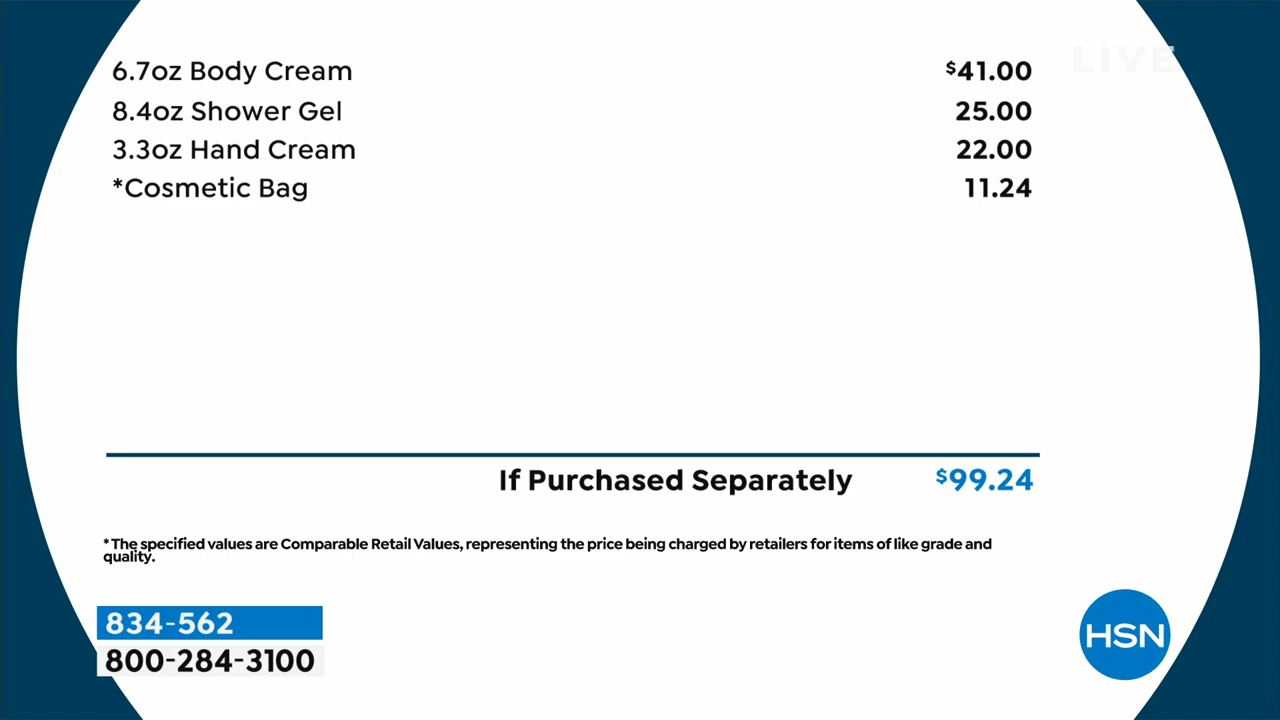 LIVE
6.7oz Body Cream $41.00
8.4oz Shower Gel 25.00
3.3oz Hand Cream 22.00
*Cosmetic Bag 11.24
If Purchased Separately $99.24
*The specified values are Comparable Retail Values, representing the price being charged by retailers for items of like grade and
quality.
834-562
800-284-3100
HSN